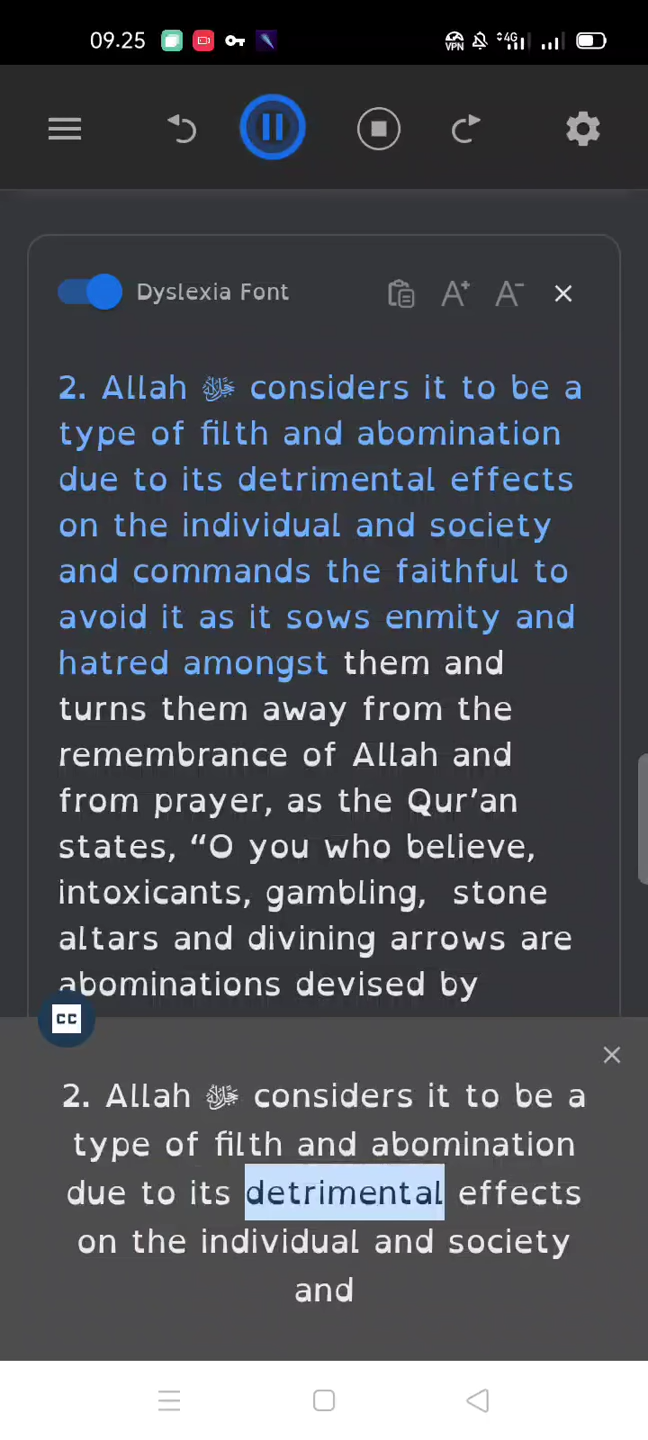 09.25
VPN 4G
Dyslexia Font A+ A-
2. Allah ﷻ considers it to be a
type of filth and abomination
due to its detrimental effects
on the individual and society
and commands the faithful to
avoid it as it sows enmity and
hatred amongst them and
turns them away from the
remembrance of Allah and
from prayer, as the Qur’an
states, “O you who believe,
intoxicants, gambling,  stone
altars and divining arrows are
abominations devised by
CC
2. Allah ﷻ considers it to be a
type of filth and abomination
due to its detrimental effects
on the individual and society
and